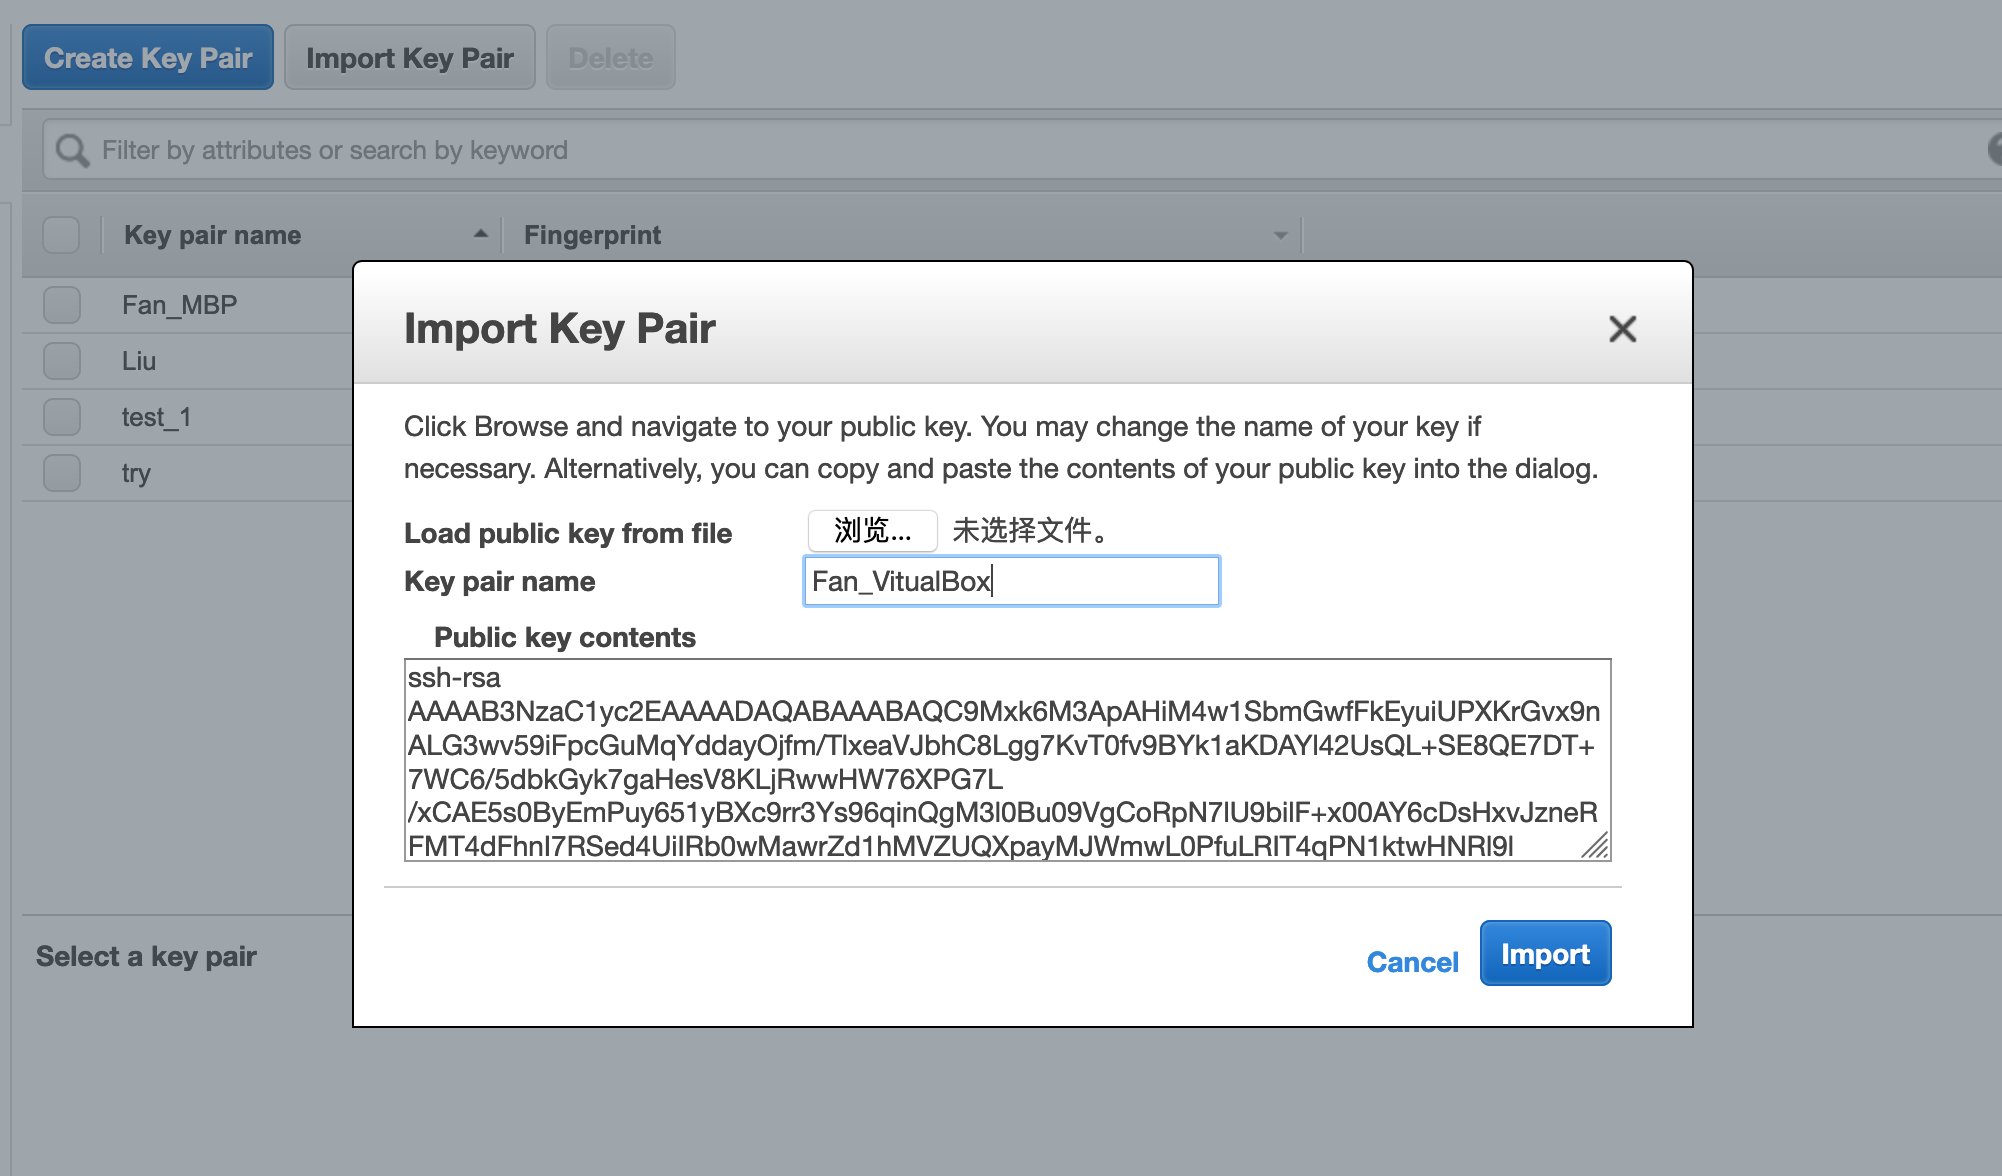 Create Key Pair
Import Key Pair
Delete
Filter by attributes or search by keyword
Key pair name
Fingerprint
Fan_MBP
Liu
test_1
try
Import Key Pair
Click Browse and navigate to your public key. You may change the name of your key if
necessary. Alternatively, you can copy and paste the contents of your public key into the dialog.
Load public key from file
浏览...
未选择文件。
Key pair name
Fan_VitualBox
Public key contents
ssh-rsa
AAAAB3NzaC1yc2EAAAADAQABAAABAQC9Mxk6M3ApAHiM4w1SbmGwfFkEyuiUPXKrGvx9n
ALG3wv59iFpcGuMqYddayOjfm/TlxeaVJbhC8Lgg7KvT0fv9BYk1aKDAYl42UsQL+SE8QE7DT+
7WC6/5dbkGyk7gaHesV8KLjRwwHW76XPG7L
/xCAE5s0ByEmPuy651yBXc9rr3Ys96qinQgM3l0Bu09VgCoRpN7lU9bilF+x00AY6cDsHxvJzneR
FMT4dFhnI7RSed4UiIRb0wMawrZd1hMVZUQXpayMJWmwL0PfuLRIT4qPN1ktwHNRl9l
Cancel
Import
Select a key pair